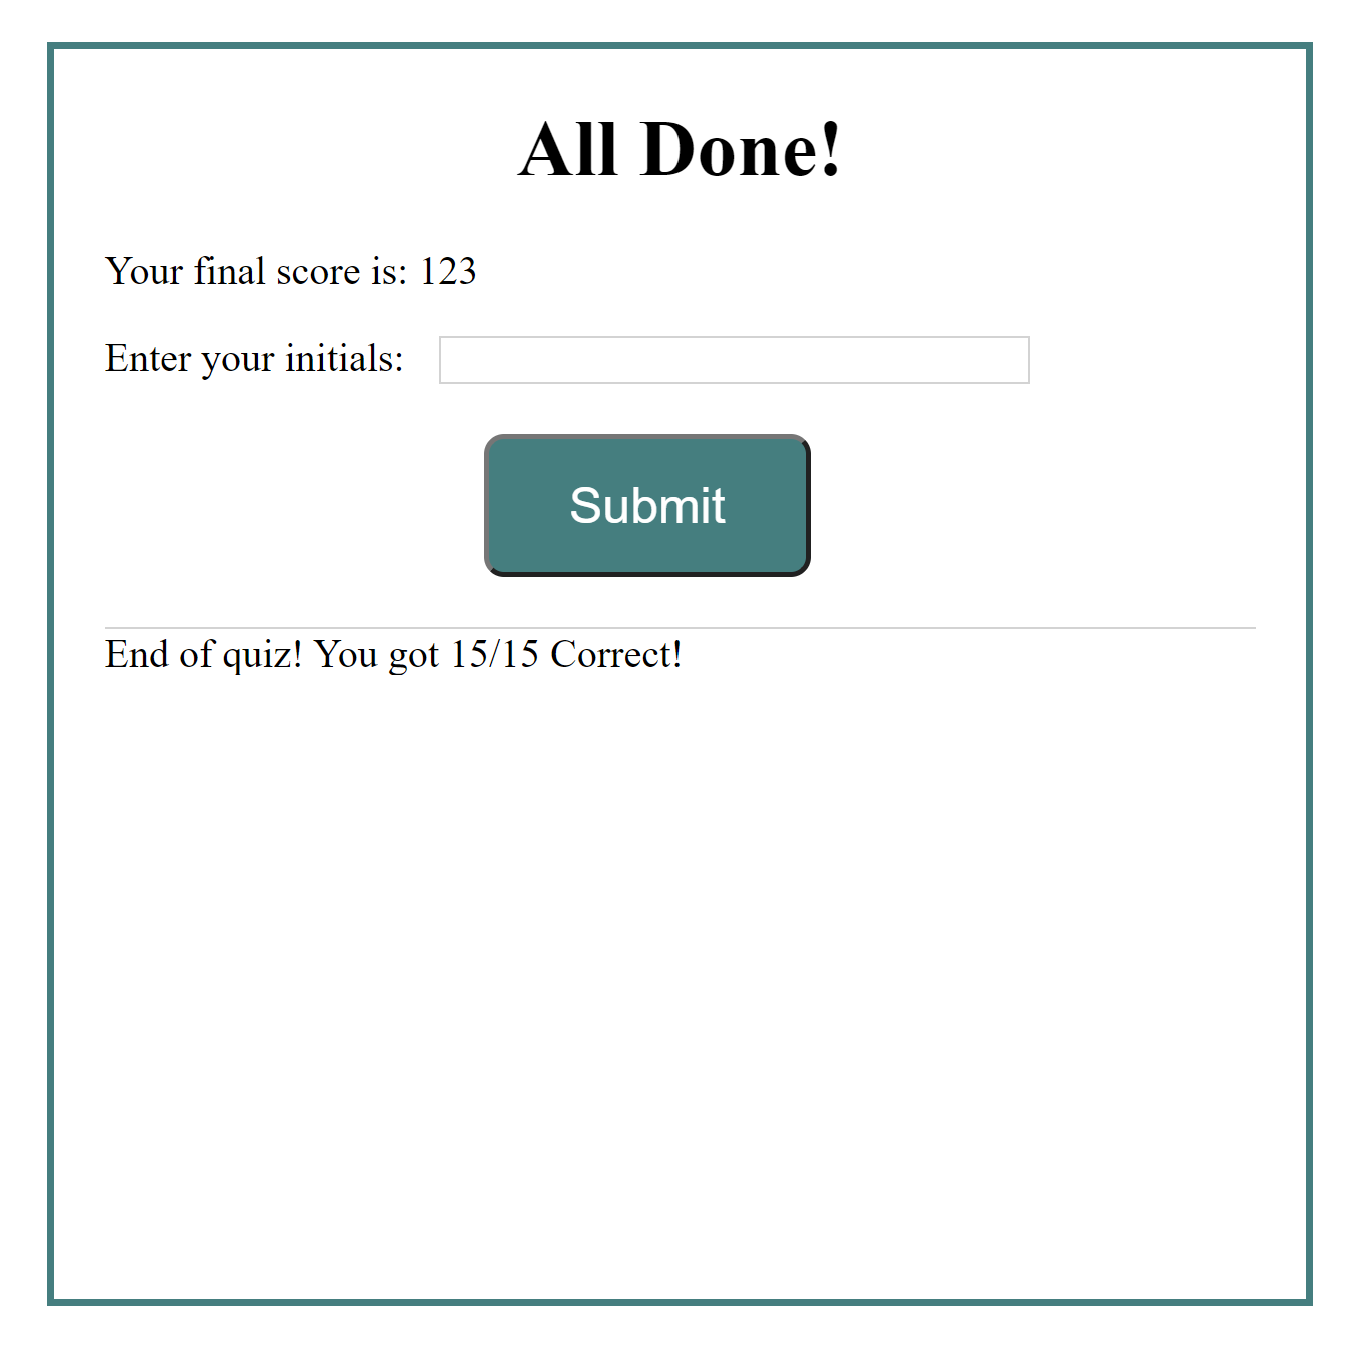 All Done!
Your final score is: 123
Enter your initials:
Submit
End of quiz! You got 15/15 Correct!